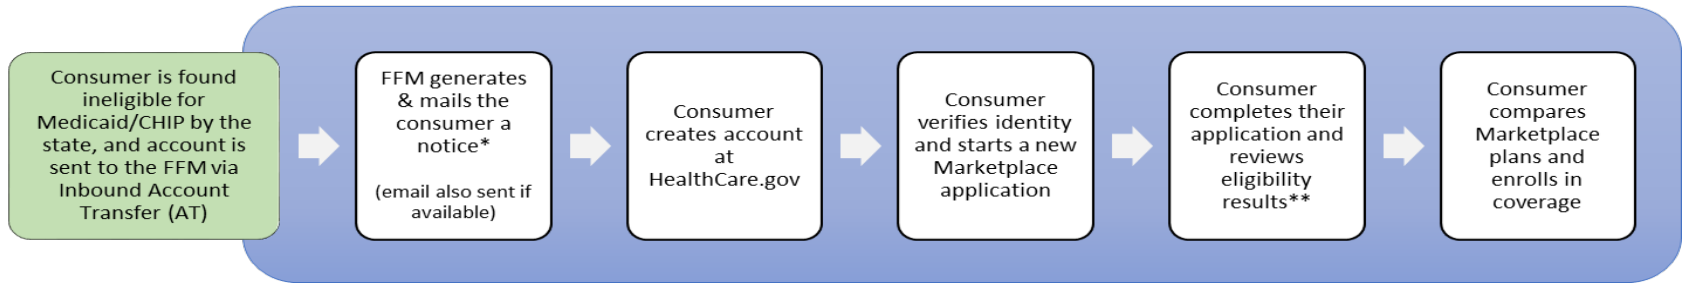 Consumer is found
ineligible for
Medicaid/CHIP by the
state, and account is
sent to the FFM via
Inbound Account
Transfer (AT)
FFM generates
& mails the
consumer a
notice*
(email also sent if
available)
Consumer
creates account
at
HealthCare.gov
Consumer
verifies identity
and starts a new
Marketplace
application
Consumer
completes their
application and
reviews
eligibility
results**
Consumer
compares
Marketplace
plans and
enrolls in
coverage